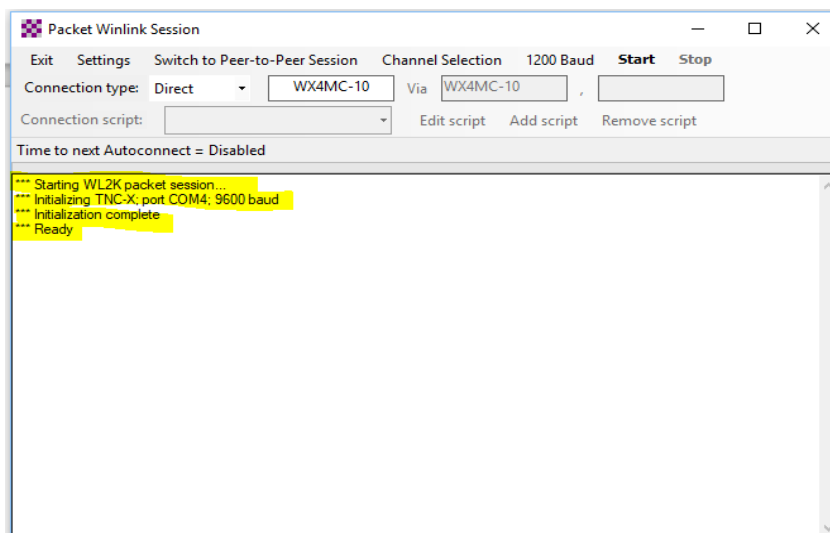 Packet Winlink Session
Exit Settings Switch to Peer-to-Peer Session Channel Selection 1200 Baud Start Stop
Connection type: Direct WX4MC-10 Via WX4MC-10 ,
Connection script: Edit script Add script Remove script
Time to next Autoconnect = Disabled
*** Starting WL2K packet session...
*** Initializing TNC-X; port COM4; 9600 baud
*** Initialization complete
*** Ready